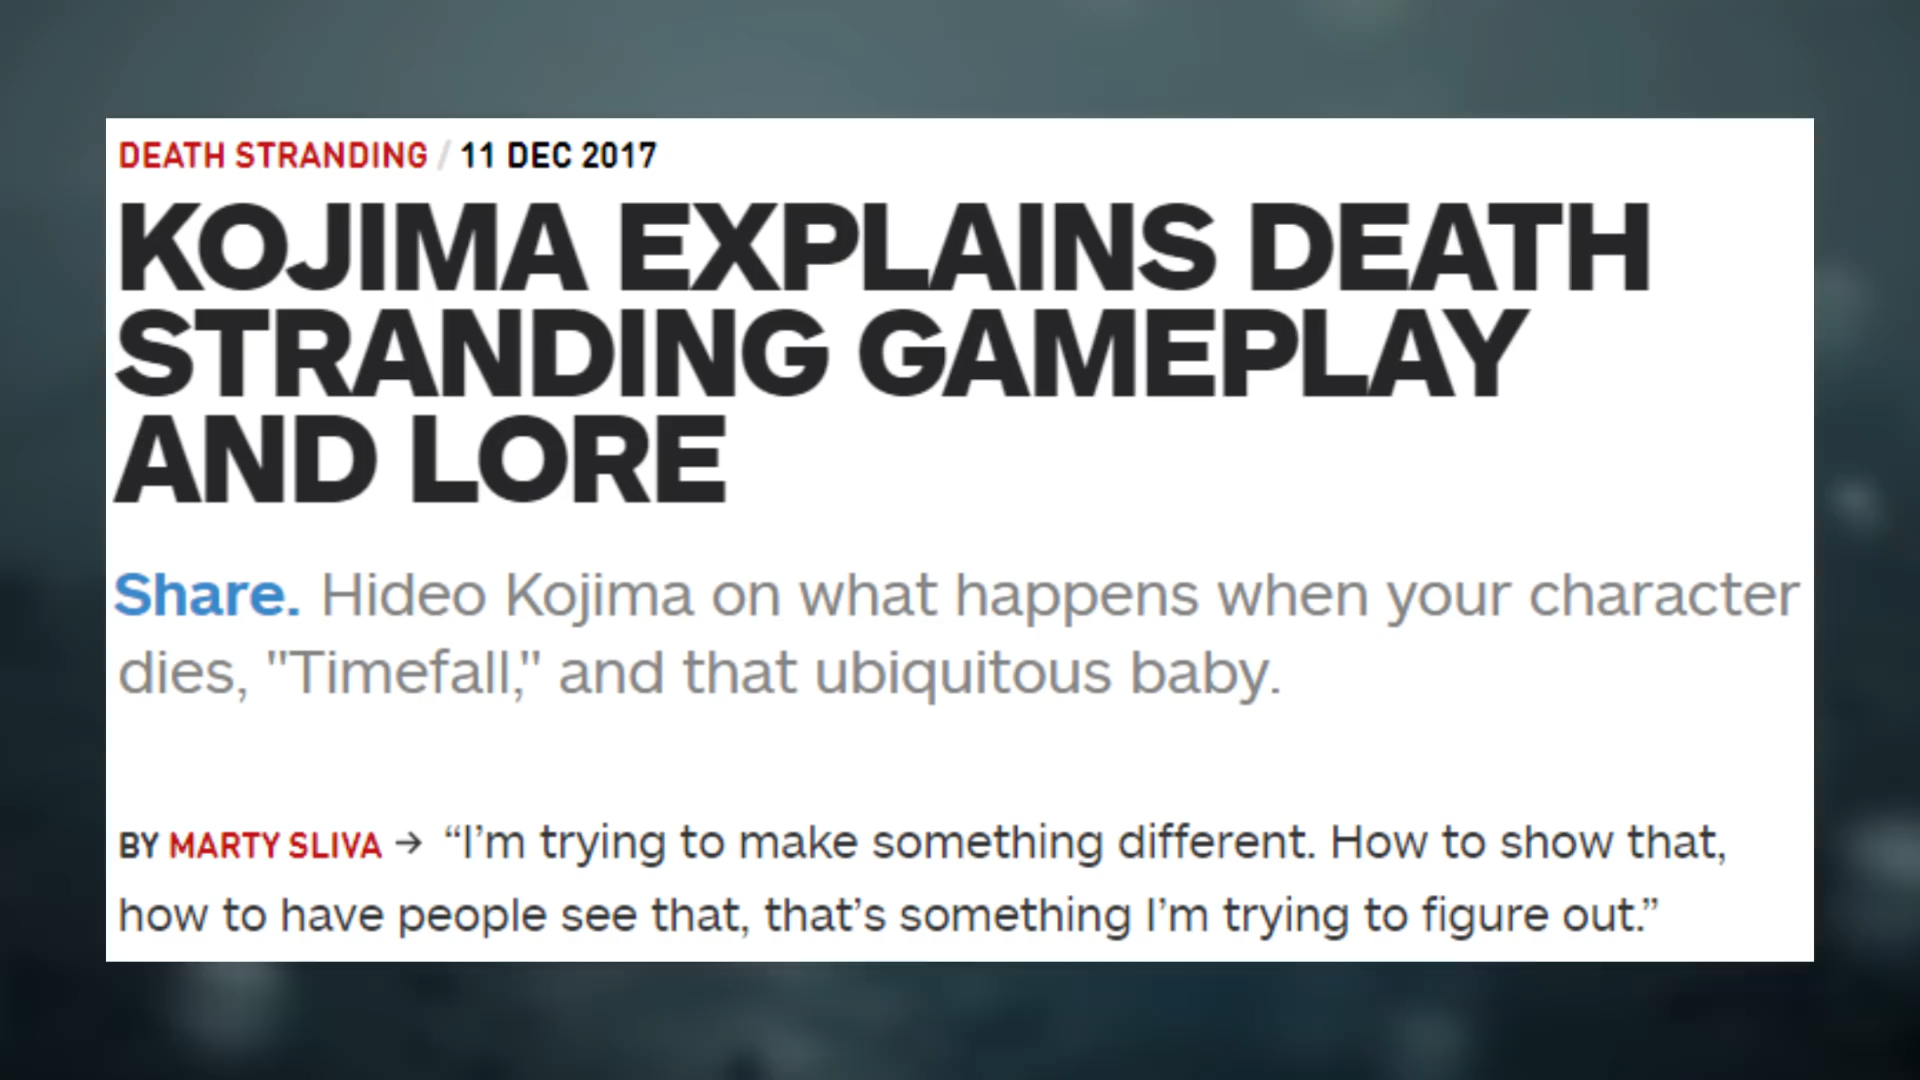 DEATH STRANDING / 11 DEC 2017
KOJIMA EXPLAINS DEATH
STRANDING GAMEPLAY
AND LORE
Share. Hideo Kojima on what happens when your character
dies, "Timefall," and that ubiquitous baby.
BY MARTY SLIVA → “I’m trying to make something different. How to show that,
how to have people see that, that’s something I’m trying to figure out.”